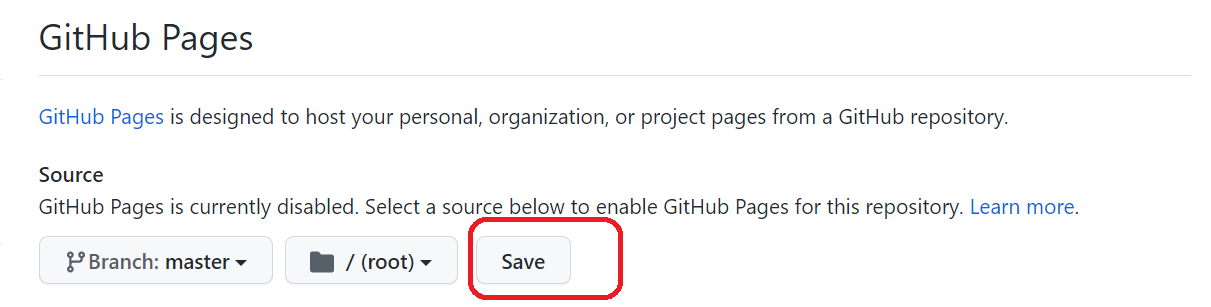 GitHub Pages
GitHub Pages is designed to host your personal, organization, or project pages from a GitHub repository.
Source
GitHub Pages is currently disabled. Select a source below to enable GitHub Pages for this repository. Learn more.
Branch: master / (root) Save